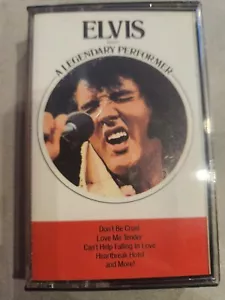 ELVIS
A LEGENDARY PERFORMER
Don't Be Cruel
Love Me Tender
Can't Help Falling In Love
Heartbreak Hotel
and More!